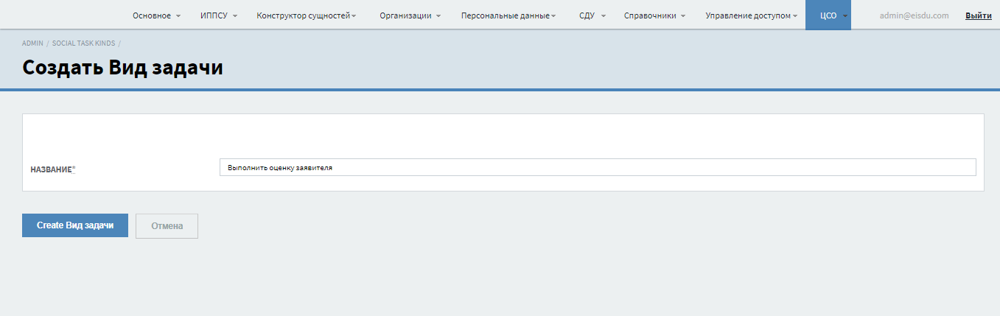 Основное ИППСУ Конструктор сущностей Организации Персональные данные СДУ Справочники Управление доступом ЦСО admin@eisdu.com Выйти
ADMIN / SOCIAL TASK KINDS /
Создать Вид задачи
НАЗВАНИЕ* Выполнить оценку заявителя
Create Вид задачи Отмена